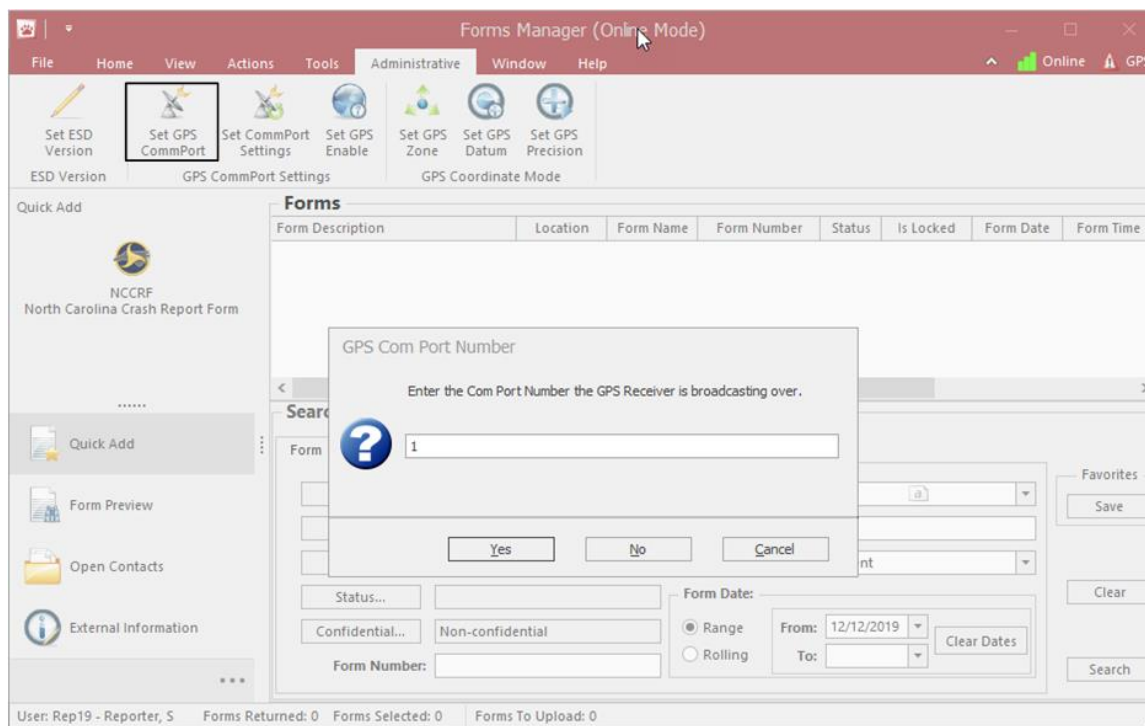 Forms Manager (Online Mode)
File Home View Actions Tools Administrative Window Help
Online GPS
Set ESD Version
Set GPS CommPort
Set CommPort Settings
Set GPS Enable
Set GPS Zone
Set GPS Datum
Set GPS Precision
ESD Version GPS CommPort Settings GPS Coordinate Mode
Quick Add
NCCRF
North Carolina Crash Report Form
Forms
Form Description Location Form Name Form Number Status Is Locked Form Date Form Time
GPS Com Port Number
Enter the Com Port Number the GPS Receiver is broadcasting over.
1
Yes No Cancel
Quick Add
Form Preview
Open Contacts
External Information
Form
a
Favorites
Save
Status...
Confidential... Non-confidential
Form Number:
Form Date:
Range From: 12/12/2019
Rolling To:
Clear Dates
Clear
Search
User: Rep19 - Reporter, S Forms Returned: 0 Forms Selected: 0 Forms To Upload: 0